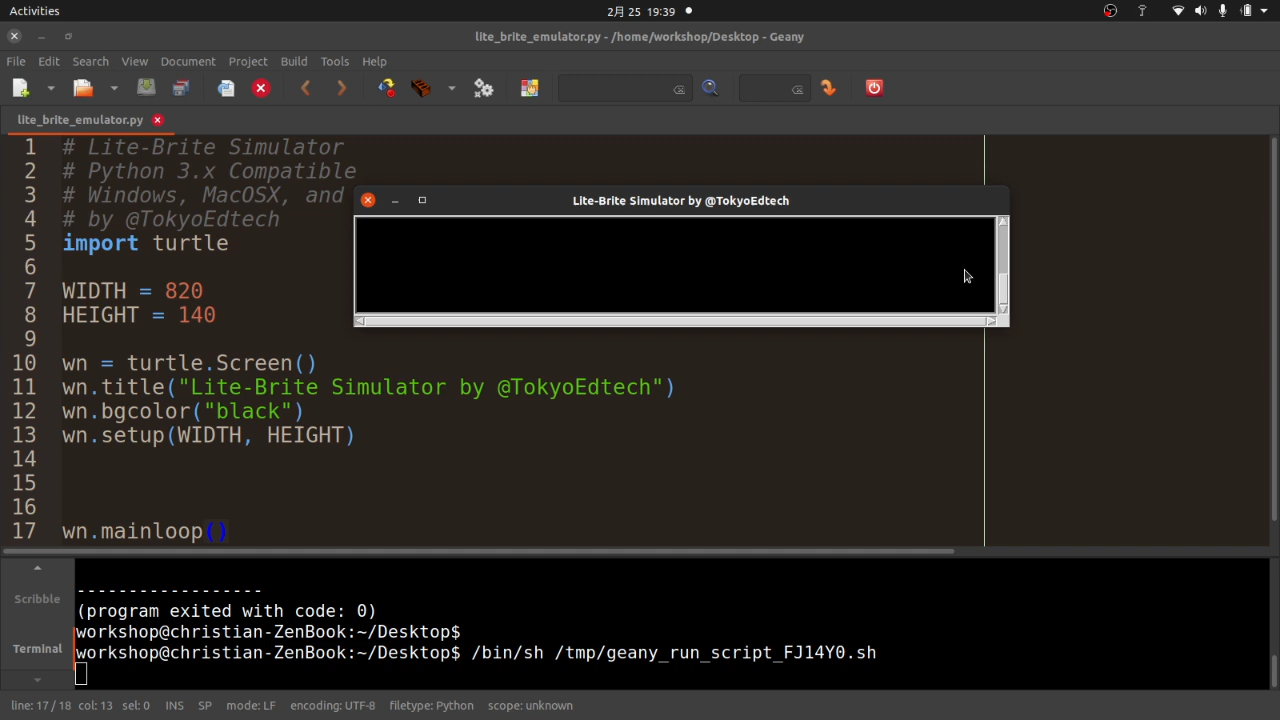 Activities
2月 25 19:39
lite_brite_emulator.py - /home/workshop/Desktop - Geany
File Edit Search View Document Project Build Tools Help
lite_brite_emulator.py
1 # Lite-Brite Simulator
2 # Python 3.x Compatible
3 # Windows, MacOSX, and
4 # by @TokyoEdtech
5 import turtle
6
7 WIDTH = 820
8 HEIGHT = 140
9
10 wn = turtle.Screen()
11 wn.title("Lite-Brite Simulator by @TokyoEdtech")
12 wn.bgcolor("black")
13 wn.setup(WIDTH, HEIGHT)
14
15
16
17 wn.mainloop()
Lite-Brite Simulator by @TokyoEdtech
Scribble
Terminal
------------------
(program exited with code: 0)
workshop@christian-ZenBook:~/Desktop$
workshop@christian-ZenBook:~/Desktop$ /bin/sh /tmp/geany_run_script_FJ14Y0.sh
line: 17 / 18 col: 13 sel: 0 INS SP mode: LF encoding: UTF-8 filetype: Python scope: unknown